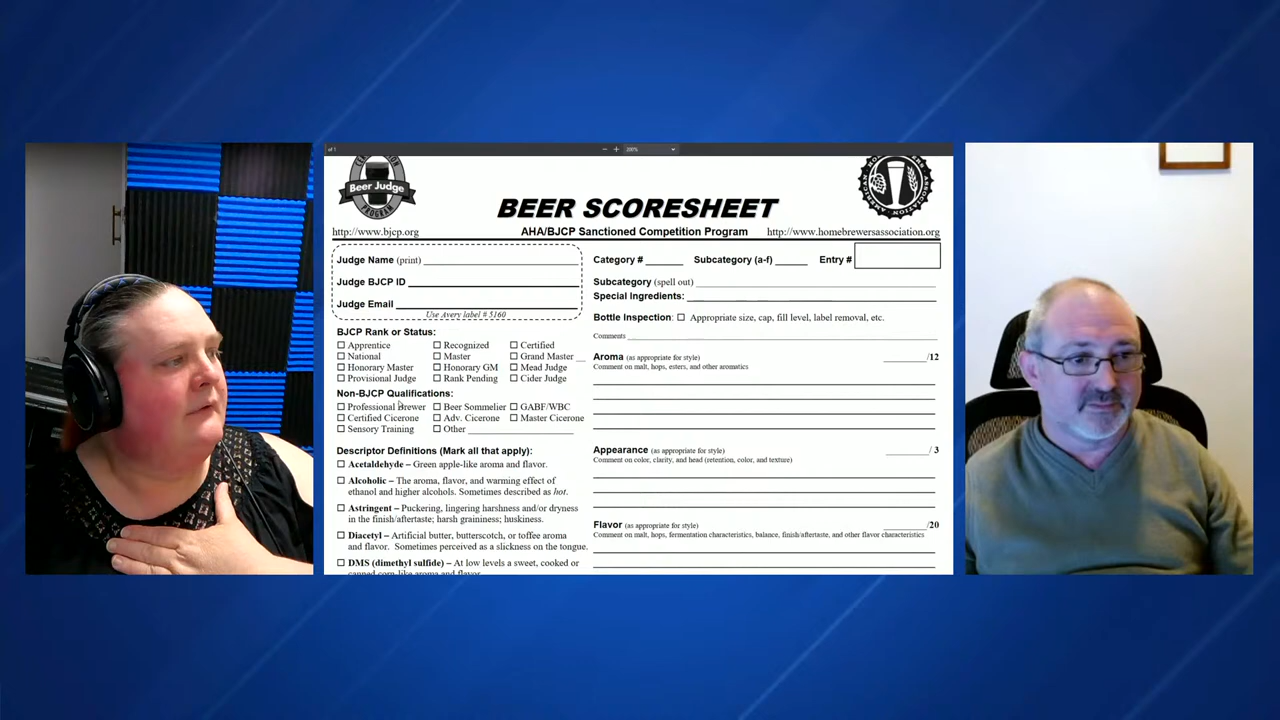 of 1
100%
Beer Judge
PROGRAM
BEER SCORESHEET
http://www.bjcp.org
AHA/BJCP Sanctioned Competition Program
http://www.homebrewersassociation.org
Judge Name (print)
Judge BJCP ID
Judge Email
Use Avery label # 5160
BJCP Rank or Status:
Apprentice Recognized Certified
National Master Grand Master
Honorary Master Honorary GM Mead Judge
Provisional Judge Rank Pending Cider Judge
Non-BJCP Qualifications:
Professional Brewer Beer Sommelier GABF/WBC
Certified Cicerone Adv. Cicerone Master Cicerone
Sensory Training Other
Descriptor Definitions (Mark all that apply):
Acetaldehyde – Green apple-like aroma and flavor.
Alcoholic – The aroma, flavor, and warming effect of
ethanol and higher alcohols. Sometimes described as hot.
Astringent – Puckering, lingering harshness and/or dryness
in the finish/aftertaste; harsh graininess; huskiness.
Diacetyl – Artificial butter, butterscotch, or toffee aroma
and flavor. Sometimes perceived as a slickness on the tongue.
DMS (dimethyl sulfide) – At low levels a sweet, cooked or
canned corn-like aroma and flavor.
Category # Subcategory (a-f) Entry #
Subcategory (spell out)
Special Ingredients:
Bottle Inspection: Appropriate size, cap, fill level, label removal, etc.
Comments
Aroma (as appropriate for style) /12
Comment on malt, hops, esters, and other aromatics
Appearance (as appropriate for style) / 3
Comment on color, clarity, and head (retention, color, and texture)
Flavor (as appropriate for style) /20
Comment on malt, hops, fermentation characteristics, balance, finish/aftertaste, and other flavor characteristics